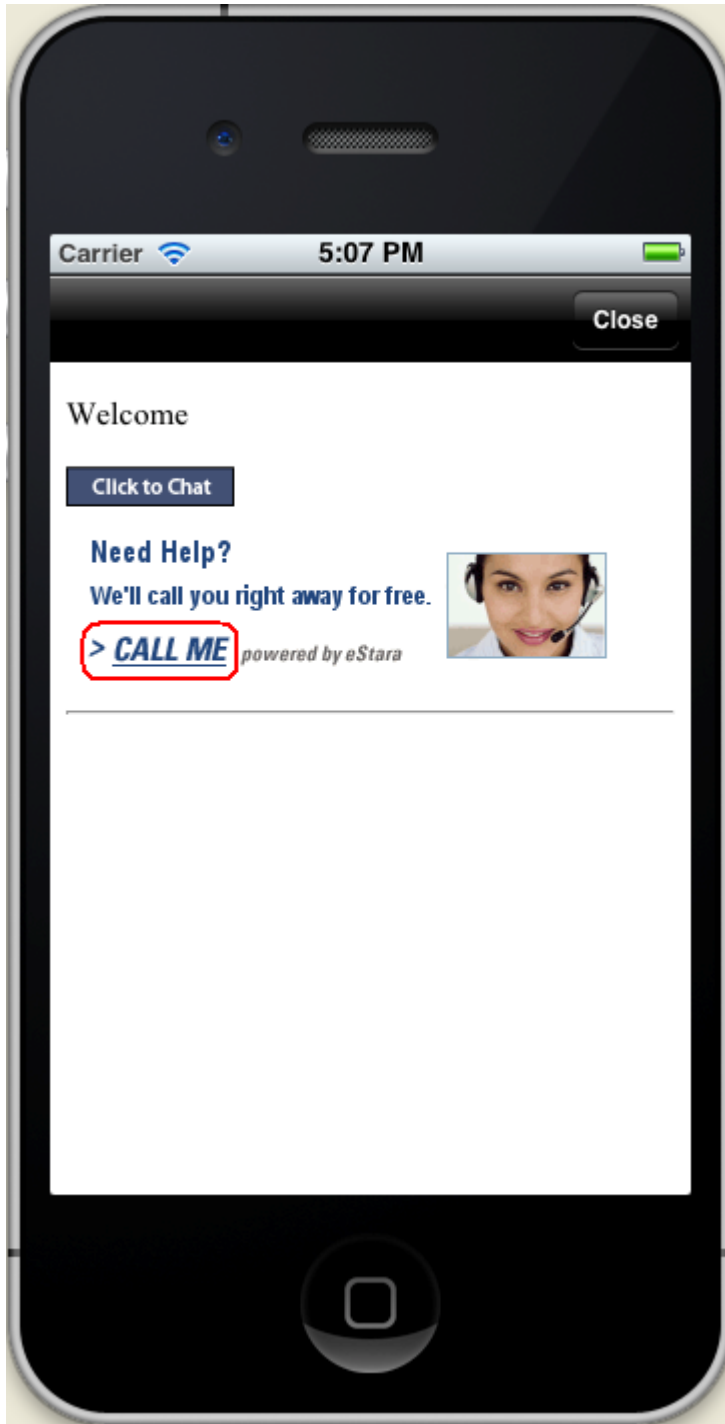 Carrier 5:07 PM
Close
Welcome
Click to Chat
Need Help?
We'll call you right away for free.
> CALL ME powered by eStara